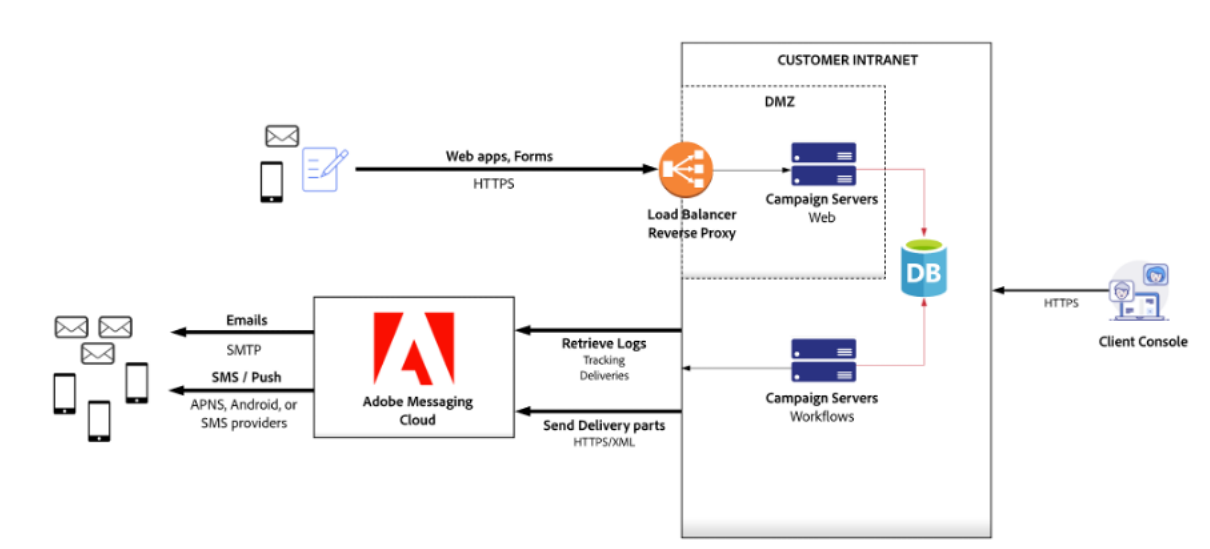 CUSTOMER INTRANET
DMZ
Web apps, Forms
HTTPS
Load Balancer
Reverse Proxy
Campaign Servers
Web
DB
HTTPS
Client Console
Emails
SMTP
SMS / Push
APNS, Android, or
SMS providers
Adobe Messaging
Cloud
Retrieve Logs
Tracking
Deliveries
Send Delivery parts
HTTPS/XML
Campaign Servers
Workflows